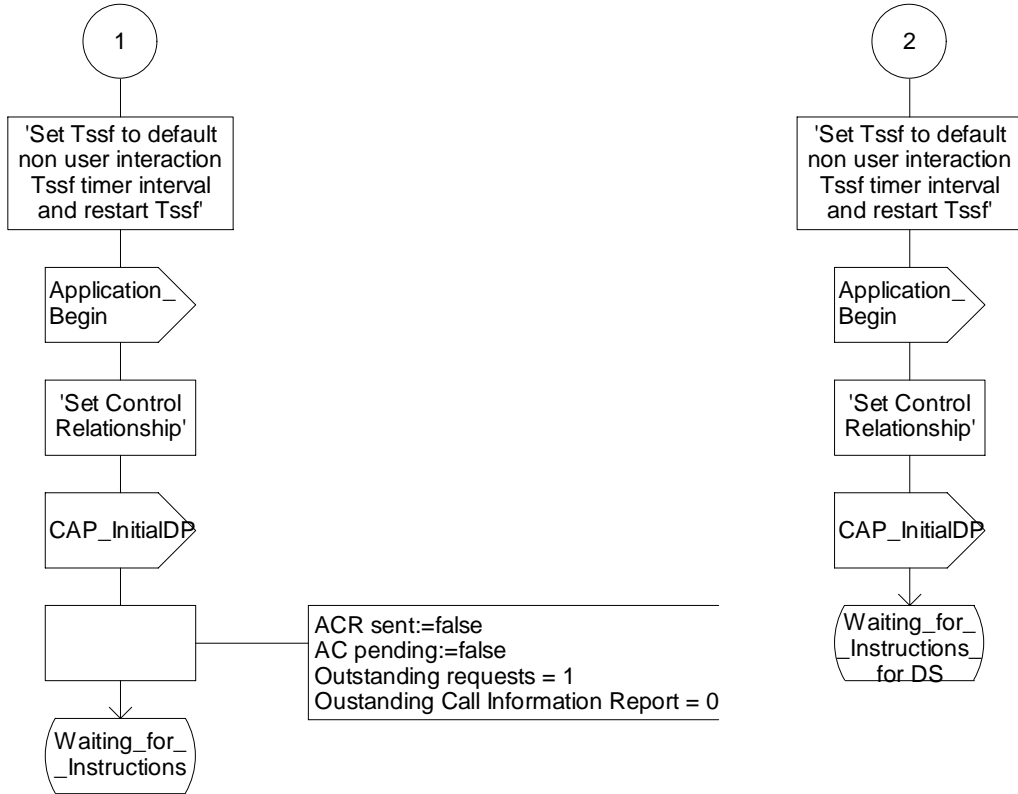 1
'Set Tssf to default
non user interaction
Tssf timer interval
and restart Tssf'
Application_
Begin
'Set Control
Relationship'
CAP_InitialDP
ACR sent:=false
AC pending:=false
Outstanding requests = 1
Oustanding Call Information Report = 0
Waiting_for_
_Instructions
2
'Set Tssf to default
non user interaction
Tssf timer interval
and restart Tssf'
Application_
Begin
'Set Control
Relationship'
CAP_InitialDP
Waiting_for_
_Instructions_
for DS